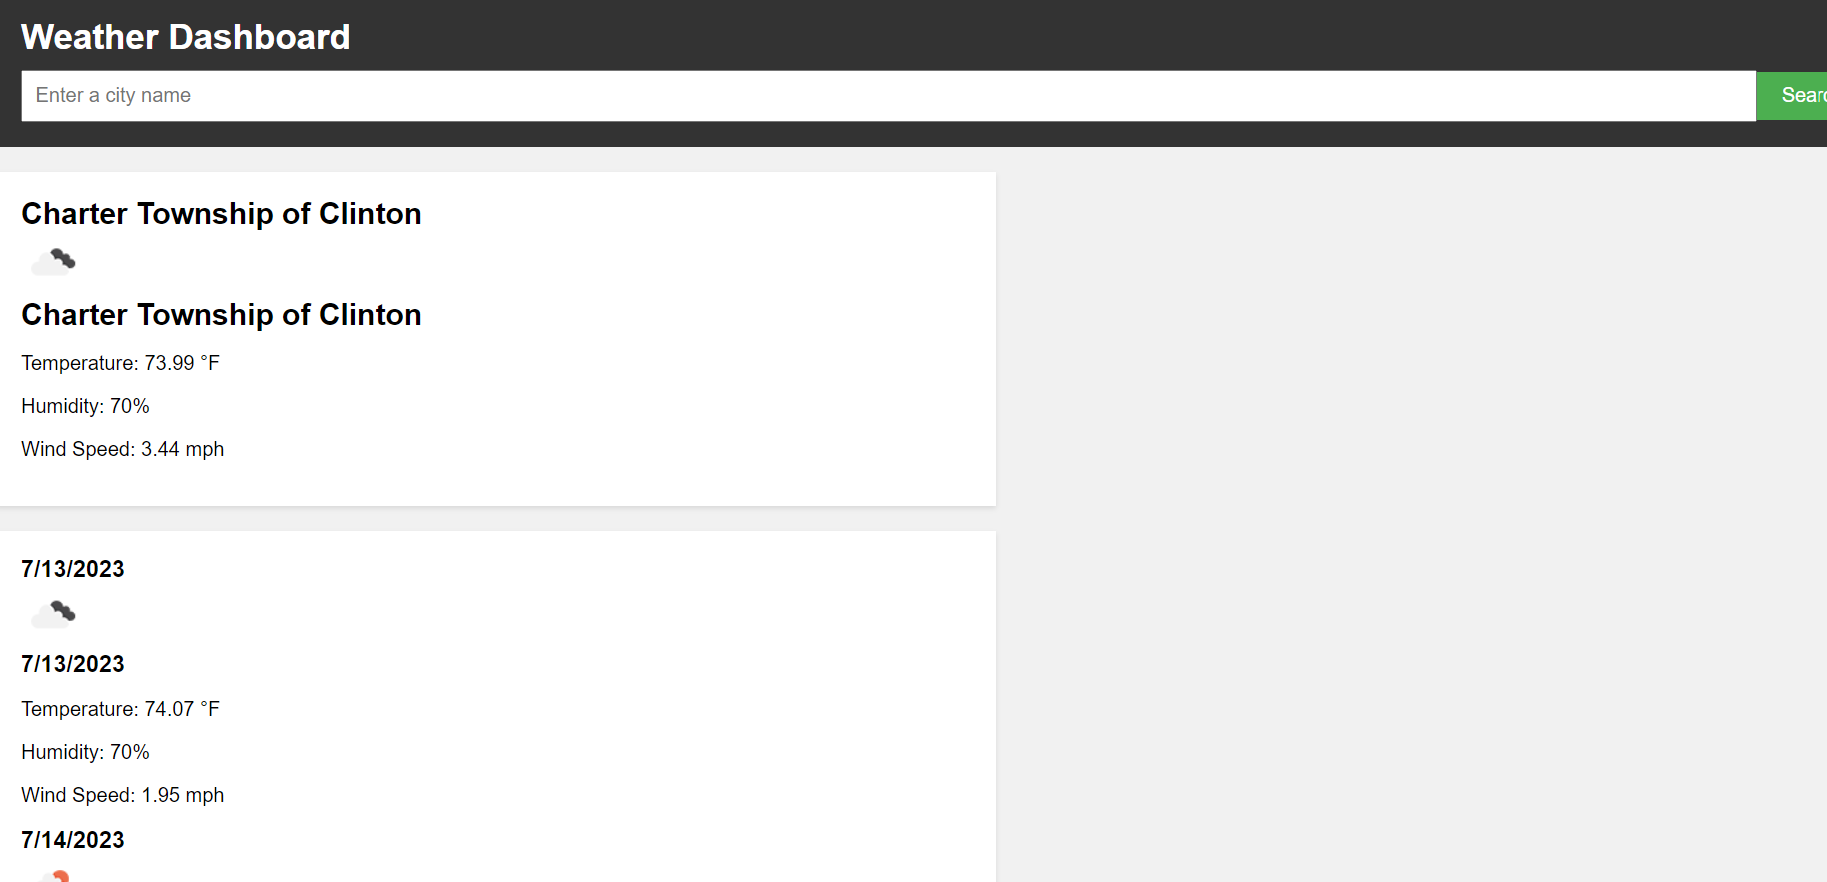 Weather Dashboard
Enter a city name
Searc
Charter Township of Clinton
Charter Township of Clinton
Temperature: 73.99 °F
Humidity: 70%
Wind Speed: 3.44 mph
7/13/2023
7/13/2023
Temperature: 74.07 °F
Humidity: 70%
Wind Speed: 1.95 mph
7/14/2023